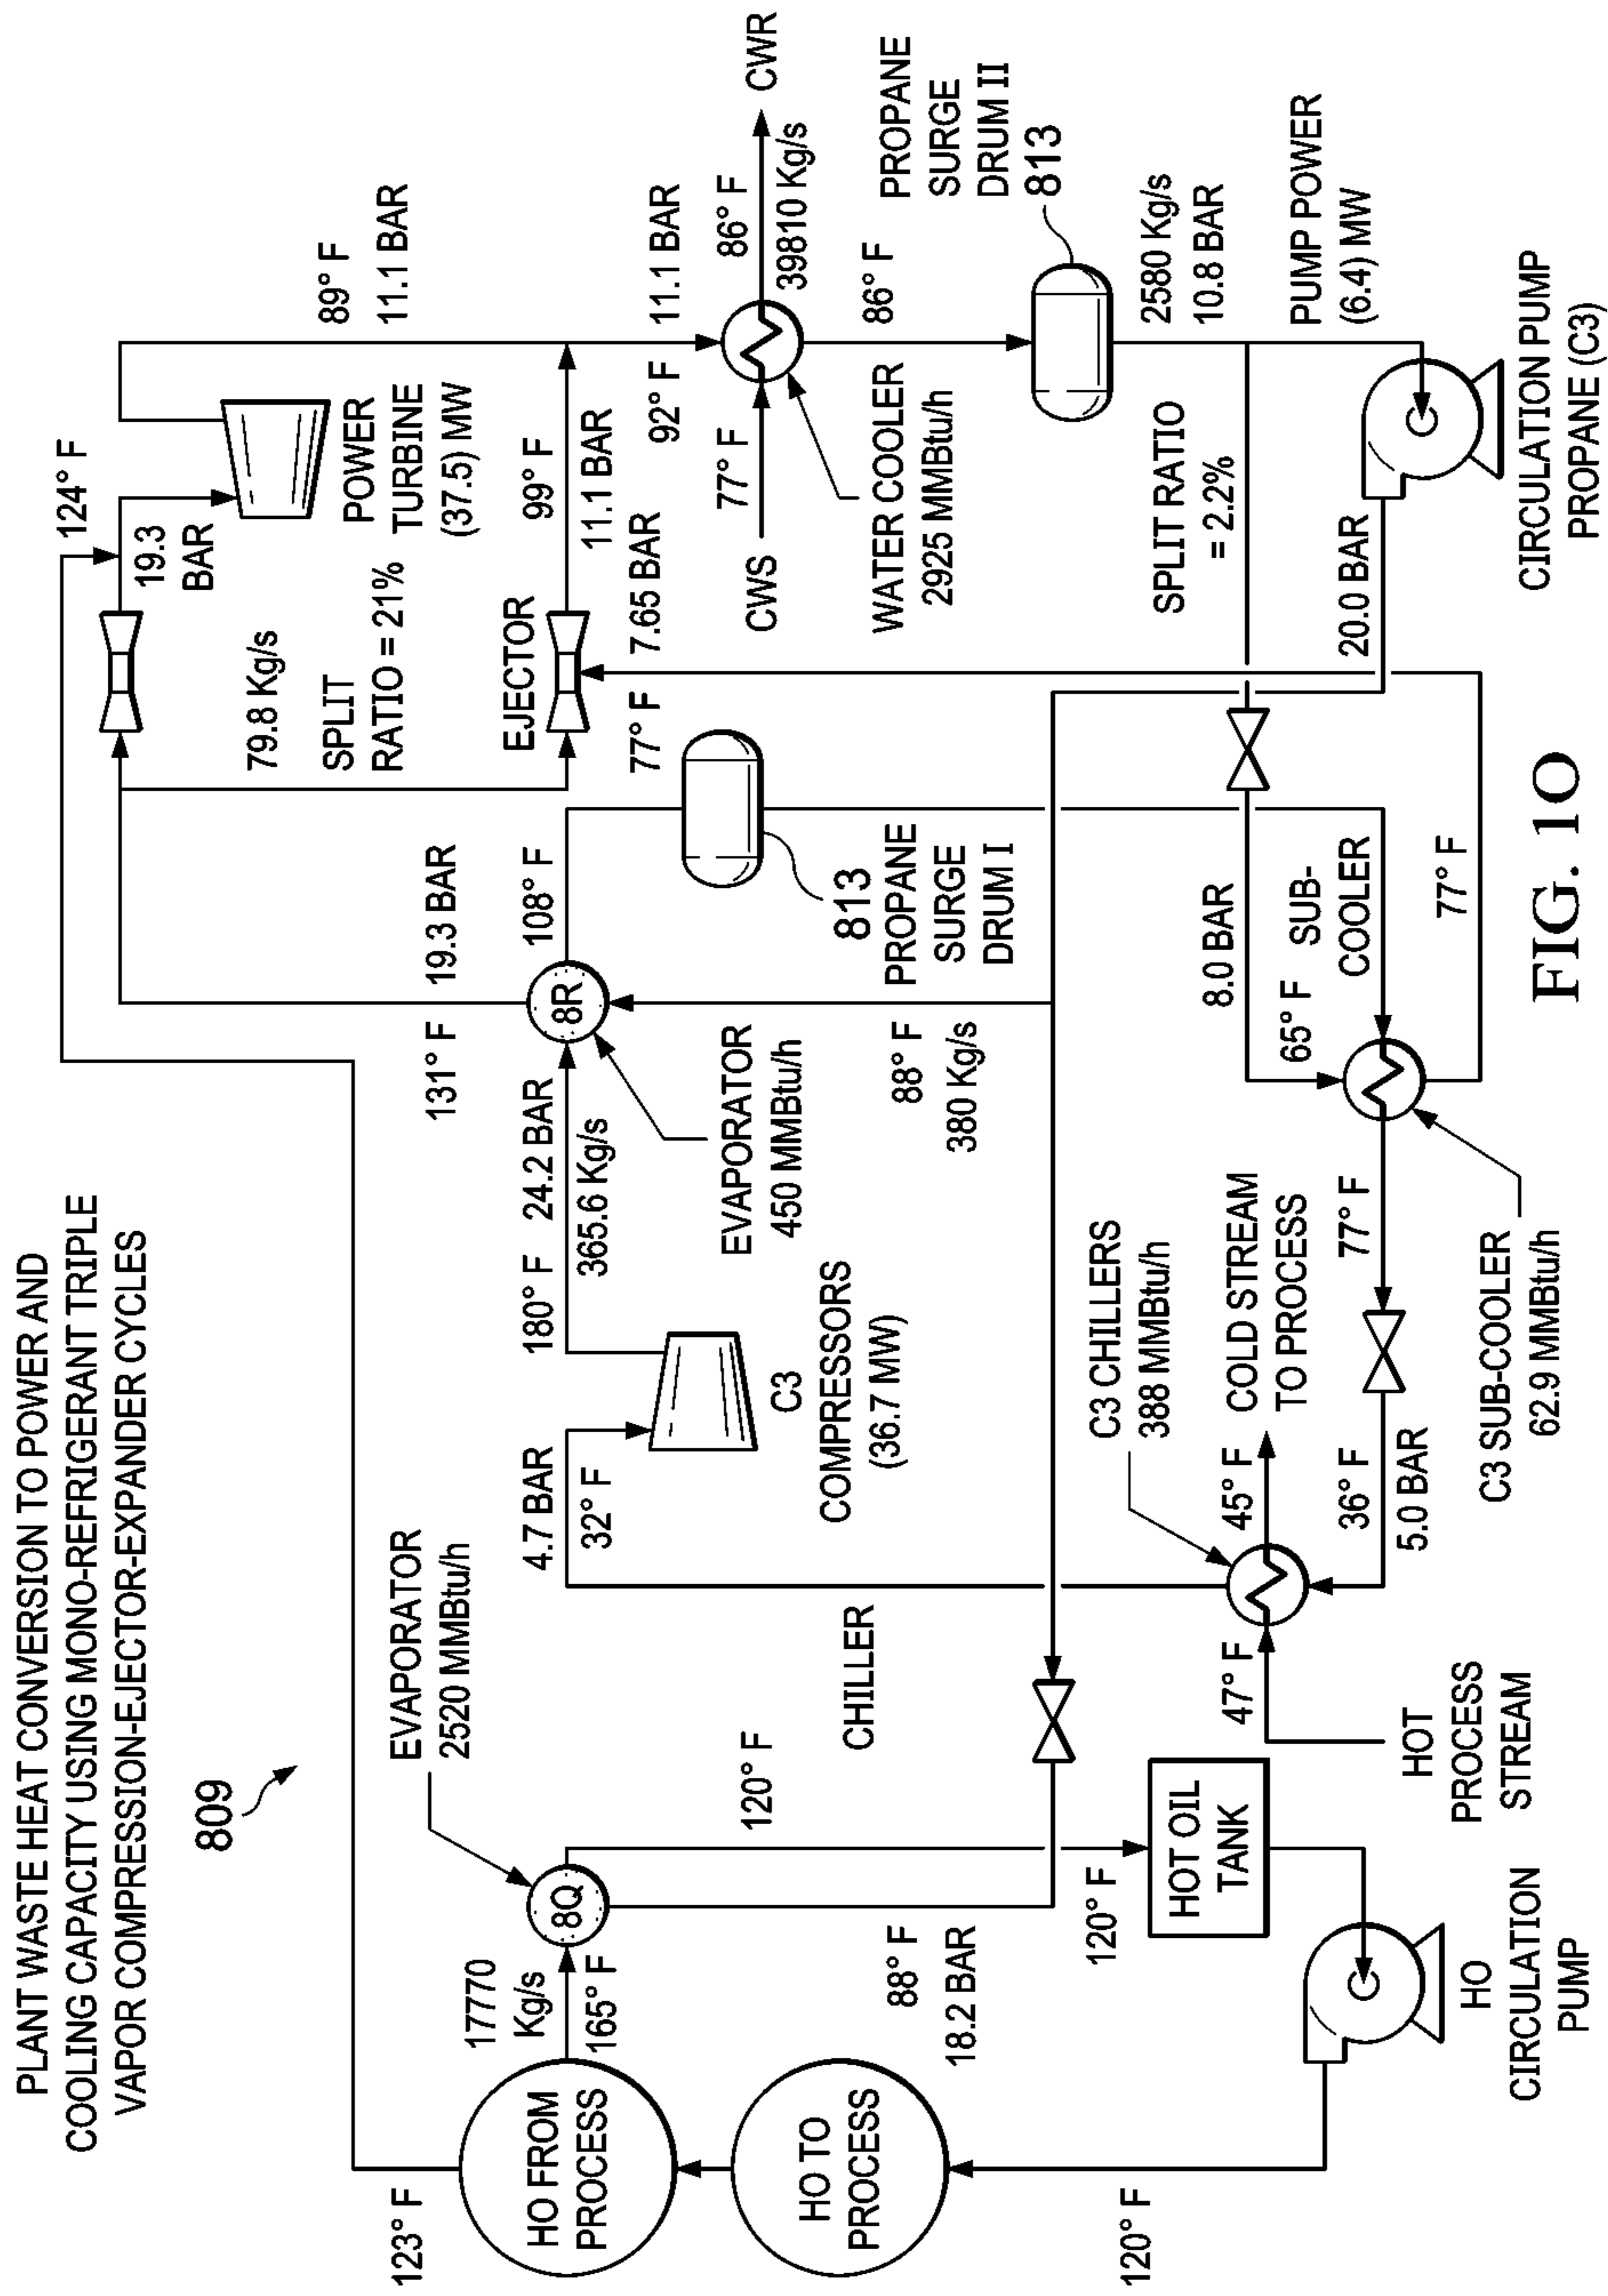 PLANT WASTE HEAT CONVERSION TO POWER AND
COOLING CAPACITY USING MONO-REFRIGERANT TRIPLE
VAPOR COMPRESSION-EJECTOR-EXPANDER CYCLES
809
124° F
19.3
BAR
POWER
TURBINE
(37.5) MW
89° F
11.1 BAR
79.8 Kg/s
SPLIT
RATIO = 21%
EJECTOR
99° F
11.1 BAR
77° F
7.65 BAR
92° F
11.1 BAR
77° F
CWS
86° F
CWR
39810 Kg/s
WATER COOLER
2925 MMBtu/h
86° F
PROPANE
SURGE
DRUM II
813
2580 Kg/s
10.8 BAR
PUMP POWER
(6.4) MW
SPLIT RATIO
= 2.2%
20.0 BAR
CIRCULATION PUMP
PROPANE (C3)
131° F
19.3 BAR
108° F
8R
813
PROPANE
SURGE
DRUM I
180° F
24.2 BAR
365.6 Kg/s
EVAPORATOR
450 MMBtu/h
88° F
380 Kg/s
C3
COMPRESSORS
(36.7 MW)
4.7 BAR
32° F
8.0 BAR
65° F
SUB-
COOLER
77° F
77° F
C3 SUB-COOLER
62.9 MMBtu/h
C3 CHILLERS
388 MMBtu/h
COLD STREAM
TO PROCESS
45° F
36° F
5.0 BAR
47° F
HOT
PROCESS
STREAM
CHILLER
EVAPORATOR
2520 MMBtu/h
8Q
17770
Kg/s
165° F
120° F
88° F
18.2 BAR
120° F
HOT OIL
TANK
HO
CIRCULATION
PUMP
123° F
HO FROM
PROCESS
HO TO
PROCESS
120° F
FIG. 10